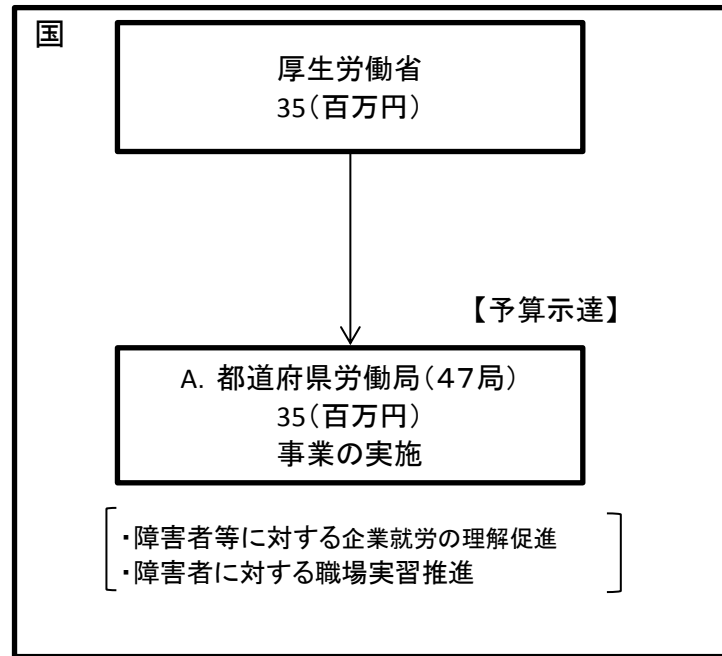 国
厚生労働省
35(百万円)
【予算示達】
A. 都道府県労働局(47局)
35(百万円)
事業の実施
・障害者等に対する企業就労の理解促進
・障害者に対する職場実習推進